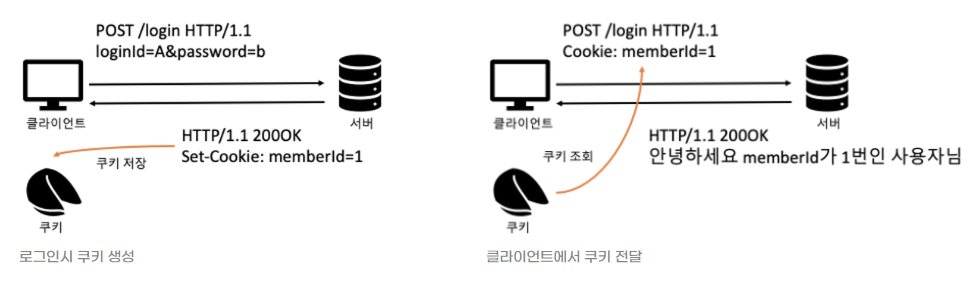 POST /login HTTP/1.1
loginId=A&password=b
클라이언트
서버
HTTP/1.1 200OK
Set-Cookie: memberId=1
쿠키 저장
쿠키
로그인시 쿠키 생성
POST /login HTTP/1.1
Cookie: memberId=1
클라이언트
서버
HTTP/1.1 200OK
안녕하세요 memberId가 1번인 사용자님
쿠키 조회
쿠키
클라이언트에서 쿠키 전달